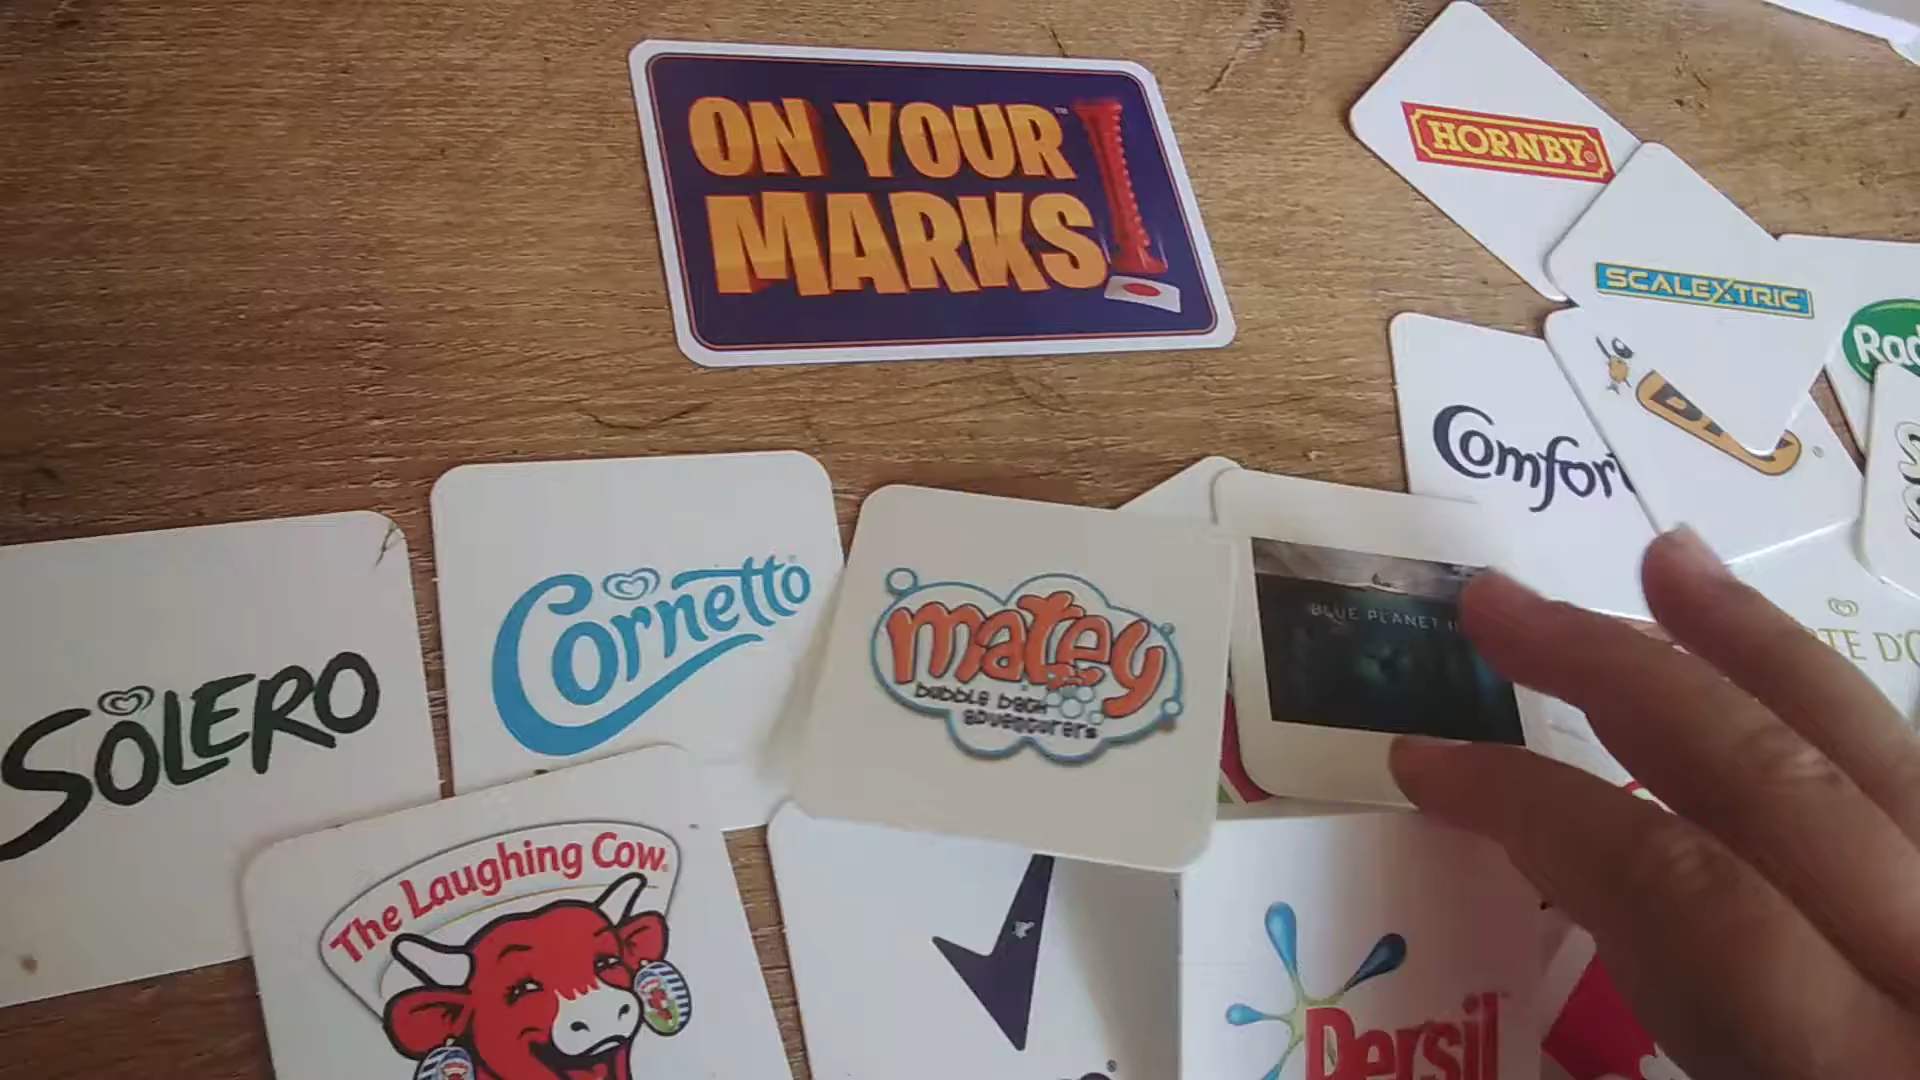 ON YOUR
MARKS
TM
HORNBY
SCALEXTRIC
Comfort
SOLERO
Cornetto
matey
bubble bath
adventurers
BLUE PLANET II
The Laughing Cow
Persil